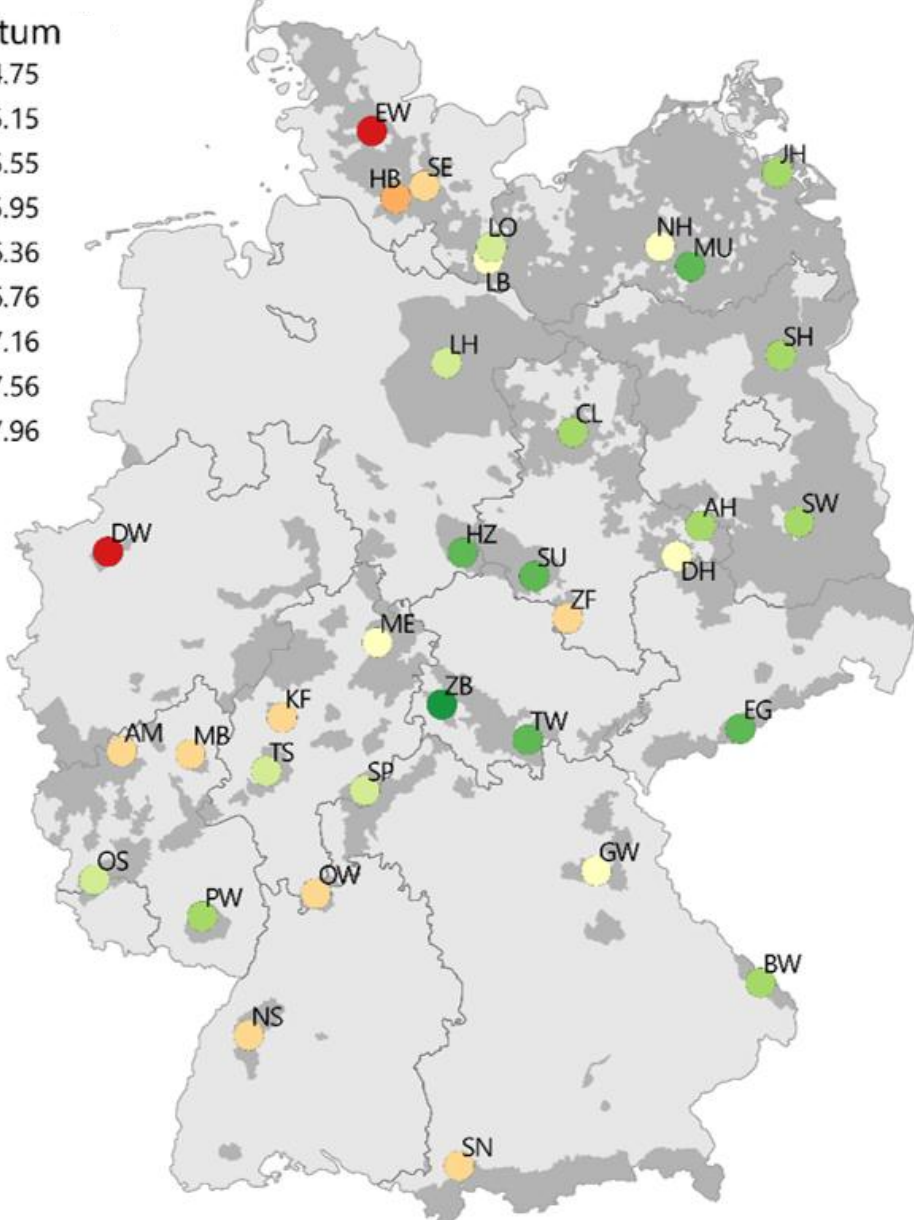 tum
.75
.15
.55
.95
.36
.76
.16
.56
.96
EW
JH
HB SE
LO
NH
MU
LB
LH
SH
CL
DW
HZ
AH
SW
SU
DH
ZF
ME
ZB
KF
EG
AM
MB
TW
TS
SP
GW
OS
OW
PW
BW
NS
SN